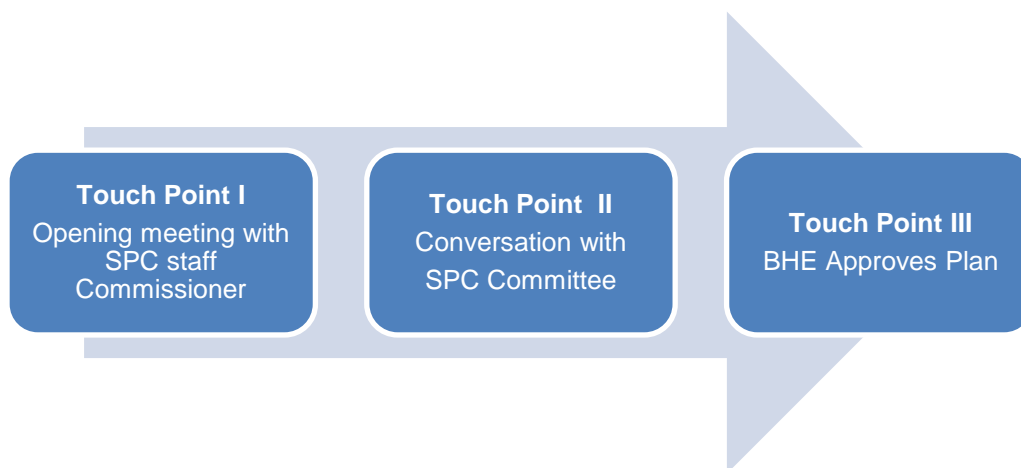 Touch Point I
Opening meeting with
SPC staff
Commissioner
Touch Point II
Conversation with
SPC Committee
Touch Point III
BHE Approves Plan